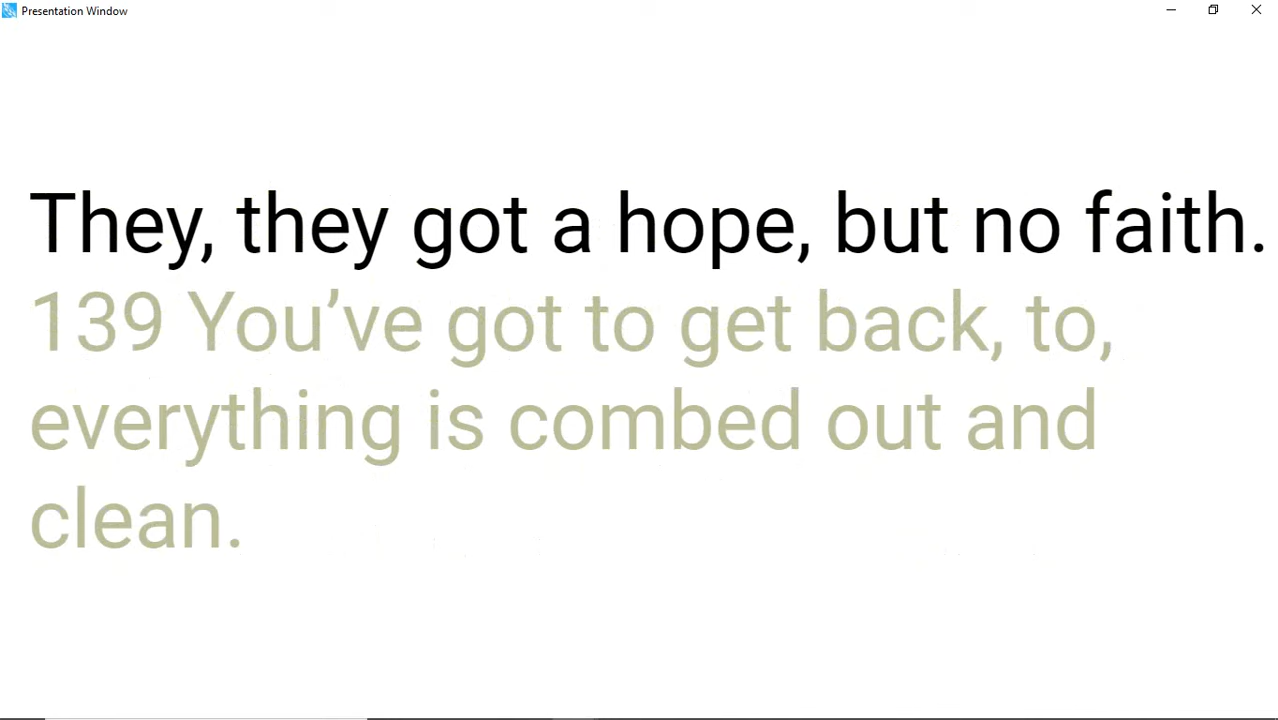 Presentation Window
They, they got a hope, but no faith.
139 You’ve got to get back, to,
everything is combed out and
clean.